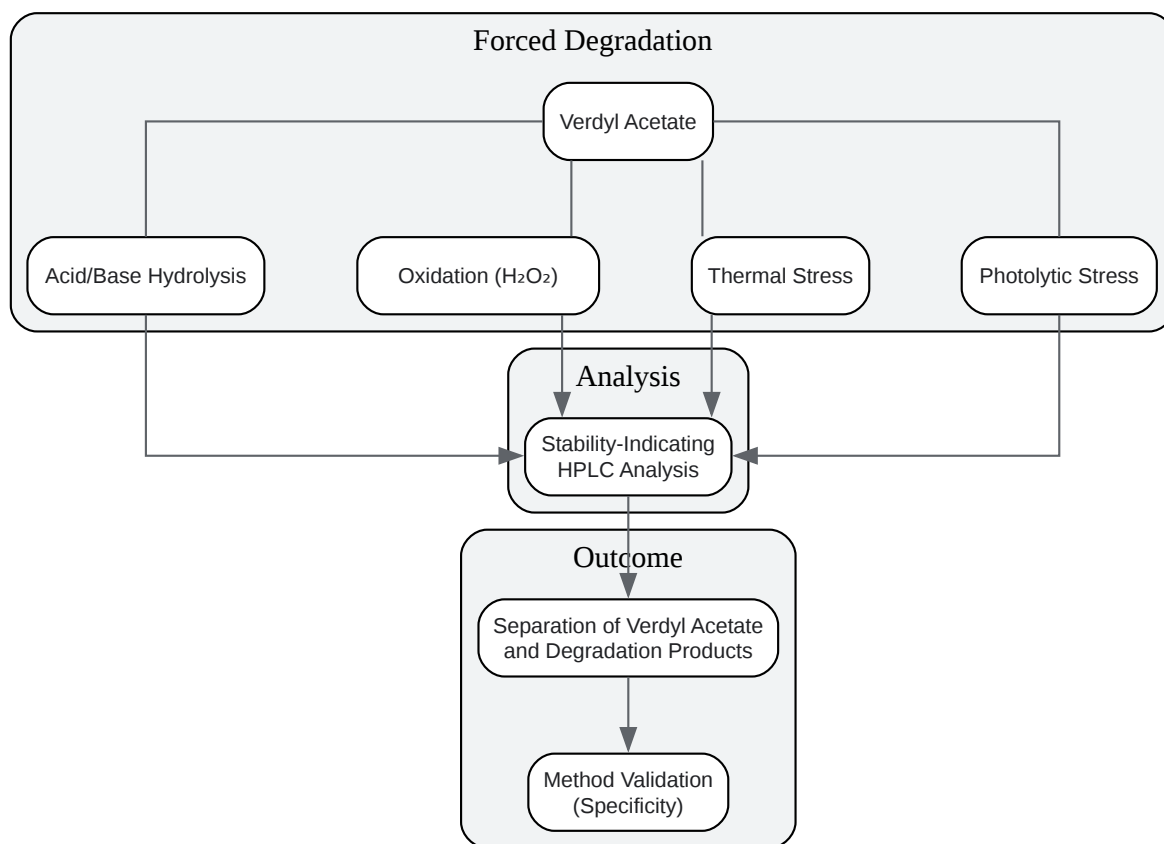 Forced Degradation
Verdyl Acetate
Acid/Base Hydrolysis
Oxidation (H₂O₂)
Thermal Stress
Photolytic Stress
Analysis
Stability-Indicating
HPLC Analysis
Outcome
Separation of Verdyl Acetate
and Degradation Products
Method Validation
(Specificity)